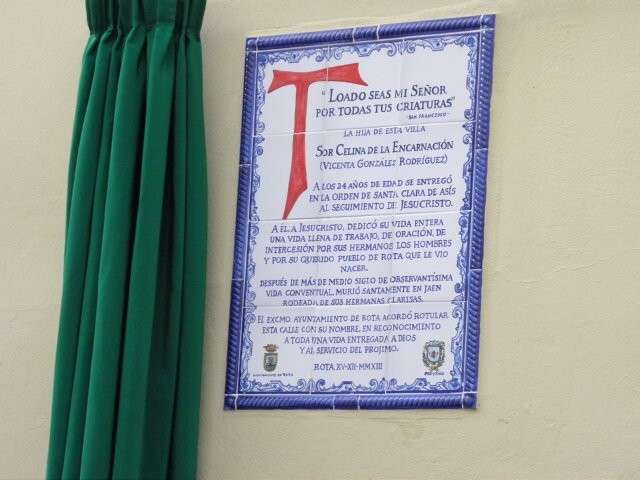 "LOADO SEAS MI SEÑOR
POR TODAS TUS CRIATURAS"
-SAN FRANCISCO-
LA HIJA DE ESTA VILLA
SOR CELINA DE LA ENCARNACIÓN
(VICENTA GONZÁLEZ RODRÍGUEZ)
A LOS 24 AÑOS DE EDAD SE ENTREGÓ
EN LA ORDEN DE SANTA CLARA DE ASÍS
AL SEGUIMIENTO DE JESUCRISTO.
A ÉL, A JESUCRISTO, DEDICÓ SU VIDA ENTERA
UNA VIDA LLENA DE TRABAJO, DE ORACIÓN, DE
INTERCESIÓN POR SUS HERMANOS LOS HOMBRES
Y POR SU QUERIDO PUEBLO DE ROTA QUE LE VIO
NACER.
DESPUÉS DE MÁS DE MEDIO SIGLO DE OBSERVANTÍSIMA
VIDA CONVENTUAL, MURIÓ SANTAMENTE EN JAEN
RODEADA DE SUS HERMANAS CLARISAS.
EL EXCMO. AYUNTAMIENTO DE ROTA ACORDÓ ROTULAR
ESTA CALLE CON SU NOMBRE, EN RECONOCIMIENTO
A TODA UNA VIDA ENTREGADA A DIOS
Y AL SERVICIO DEL PRÓJIMO.
ROTA, XV-XII-MMXIII